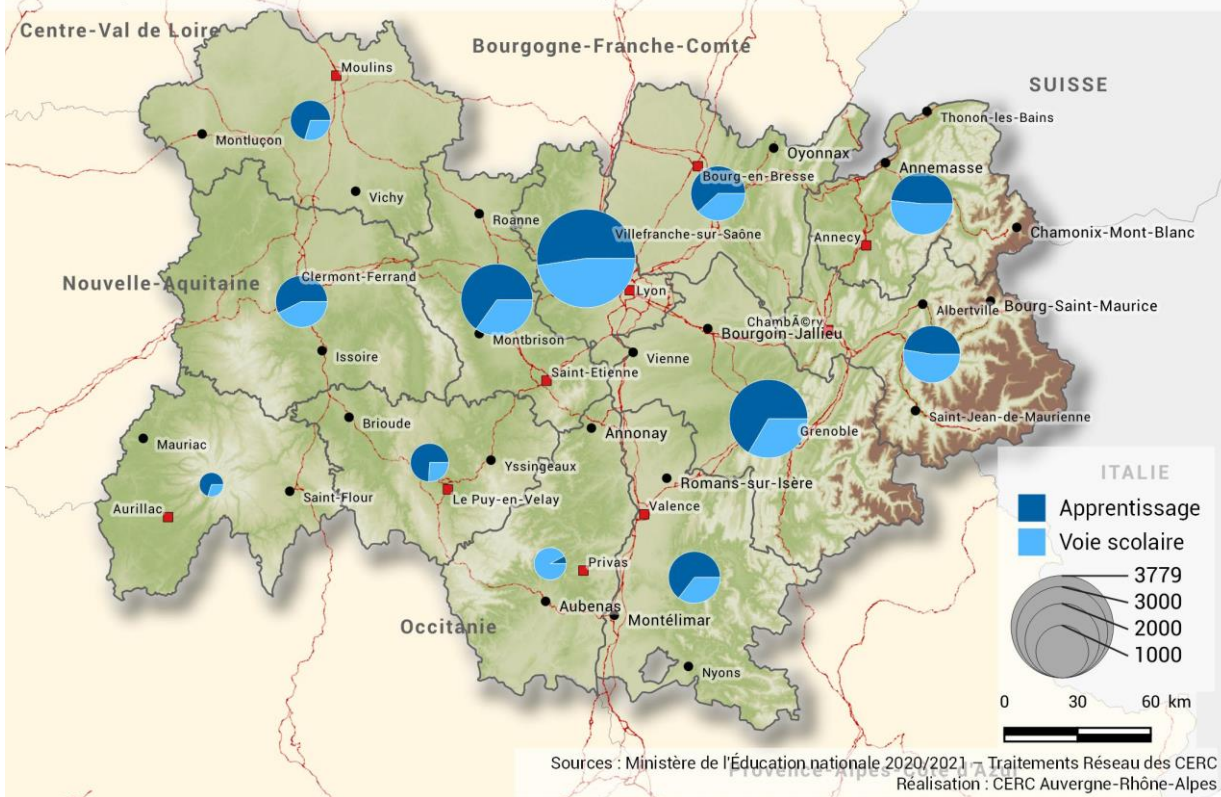 Centre-Val de Loire
Bourgogne-Franche-Comté
Moulins
SUISSE
Thonon-les-Bains
Montluçon
Oyonnax
Annemasse
Bourg-en-Bresse
Vichy
Roanne
Villefranche-sur-Saône
Annecy
Chamonix-Mont-Blanc
Nouvelle-Aquitaine
Clermont-Ferrand
Lyon
Albertville
Bourg-Saint-Maurice
ChambÃ©ry
Bourgoin-Jallieu
Montbrison
Issoire
Vienne
Saint-Etienne
Saint-Jean-de-Maurienne
Brioude
Annonay
Grenoble
Mauriac
Yssingeaux
Romans-sur-Isère
Saint-Flour
Le Puy-en-Velay
Aurillac
Valence
Privas
Aubenas
Montélimar
Occitanie
Nyons
ITALIE
Apprentissage
Voie scolaire
3779
3000
2000
1000
0 30 60 km
Sources : Ministère de l'Éducation nationale 2020/2021 – Traitements Réseau des CERC
Provence-Alpes-Côte d'Azur
Réalisation : CERC Auvergne-Rhône-Alpes